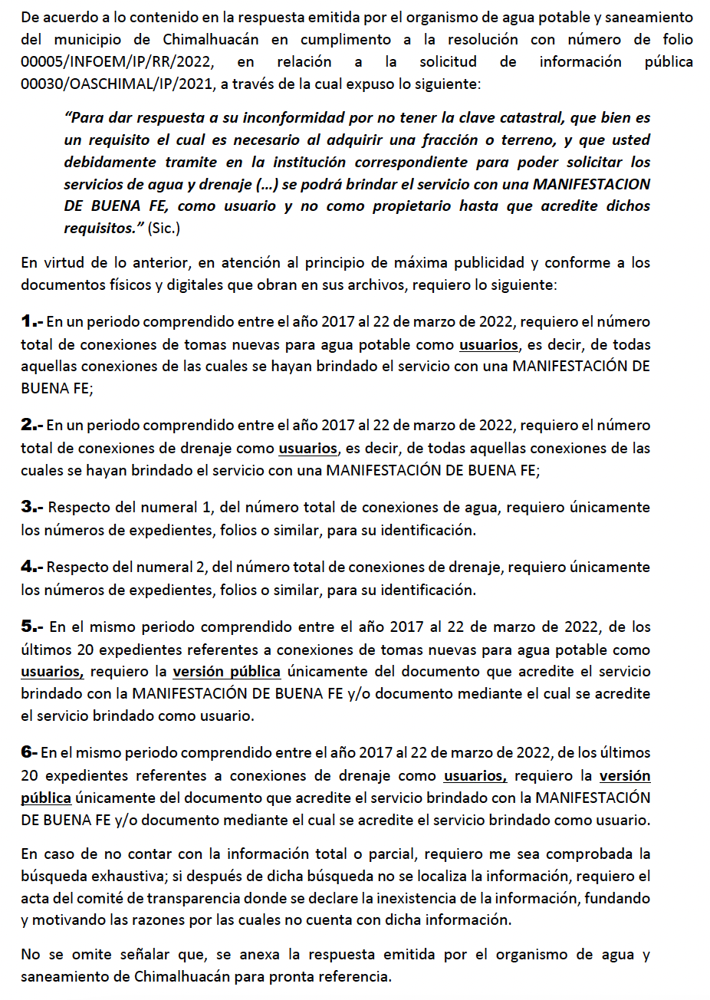 De acuerdo a lo contenido en la respuesta emitida por el organismo de agua potable y saneamiento
del municipio de Chimalhuacán en cumplimento a la resolución con número de folio
00005/INFOEM/IP/RR/2022, en relación a la solicitud de información pública
00030/OASCHIMAL/IP/2021, a través de la cual expuso lo siguiente:
“Para dar respuesta a su inconformidad por no tener la clave catastral, que bien es
un requisito el cual es necesario al adquirir una fracción o terreno, y que usted
debidamente tramite en la institución correspondiente para poder solicitar los
servicios de agua y drenaje (...) se podrá brindar el servicio con una MANIFESTACION
DE BUENA FE, como usuario y no como propietario hasta que acredite dichos
requisitos.” (Sic.)
En virtud de lo anterior, en atención al principio de máxima publicidad y conforme a los
documentos físicos y digitales que obran en sus archivos, requiero lo siguiente:
1.- En un periodo comprendido entre el año 2017 al 22 de marzo de 2022, requiero el número
total de conexiones de tomas nuevas para agua potable como usuarios, es decir, de todas
aquellas conexiones de las cuales se hayan brindado el servicio con una MANIFESTACIÓN DE
BUENA FE;
2.- En un periodo comprendido entre el año 2017 al 22 de marzo de 2022, requiero el número
total de conexiones de drenaje como usuarios, es decir, de todas aquellas conexiones de las
cuales se hayan brindado el servicio con una MANIFESTACIÓN DE BUENA FE;
3.- Respecto del numeral 1, del número total de conexiones de agua, requiero únicamente
los números de expedientes, folios o similar, para su identificación.
4.- Respecto del numeral 2, del número total de conexiones de drenaje, requiero únicamente
los números de expedientes, folios o similar, para su identificación.
5.- En el mismo periodo comprendido entre el año 2017 al 22 de marzo de 2022, de los
últimos 20 expedientes referentes a conexiones de tomas nuevas para agua potable como
usuarios, requiero la versión pública únicamente del documento que acredite el servicio
brindado con la MANIFESTACIÓN DE BUENA FE y/o documento mediante el cual se acredite
el servicio brindado como usuario.
6- En el mismo periodo comprendido entre el año 2017 al 22 de marzo de 2022, de los últimos
20 expedientes referentes a conexiones de drenaje como usuarios, requiero la versión
pública únicamente del documento que acredite el servicio brindado con la MANIFESTACIÓN
DE BUENA FE y/o documento mediante el cual se acredite el servicio brindado como usuario.
En caso de no contar con la información total o parcial, requiero me sea comprobada la
búsqueda exhaustiva; si después de dicha búsqueda no se localiza la información, requiero el
acta del comité de transparencia donde se declare la inexistencia de la información, fundando
y motivando las razones por las cuales no cuenta con dicha información.
No se omite señalar que, se anexa la respuesta emitida por el organismo de agua y
saneamiento de Chimalhuacán para pronta referencia.